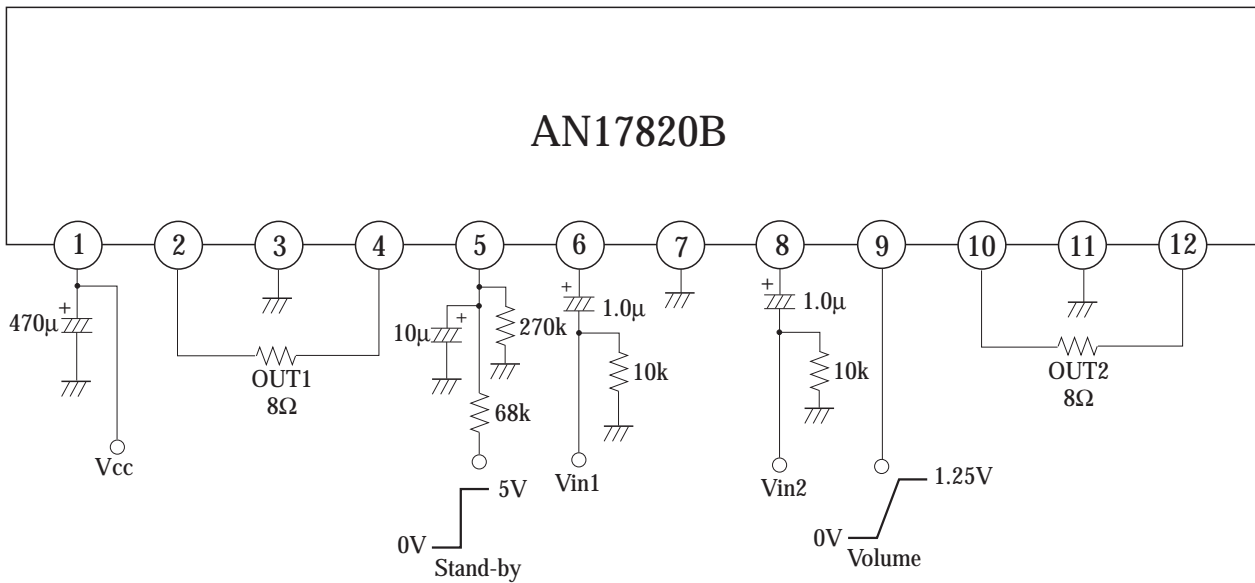 AN17820B
1 2 3 4 5 6 7 8 9 10 11 12
+
470μ
Vcc
OUT1
8Ω
10μ
+
270k
68k
5V
0V
Stand-by
+
1.0μ
10k
Vin1
+
1.0μ
10k
Vin2
1.25V
0V
Volume
OUT2
8Ω